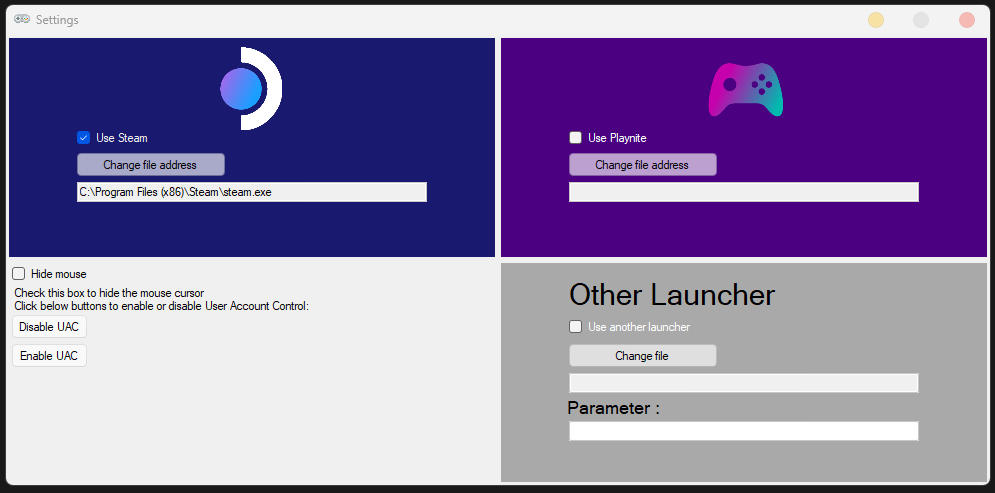 Settings
Use Steam
Change file address
C:\Program Files (x86)\Steam\steam.exe
Use Playnite
Change file address
Hide mouse
Check this box to hide the mouse cursor
Click below buttons to enable or disable User Account Control:
Disable UAC
Enable UAC
Other Launcher
Use another launcher
Change file
Parameter :